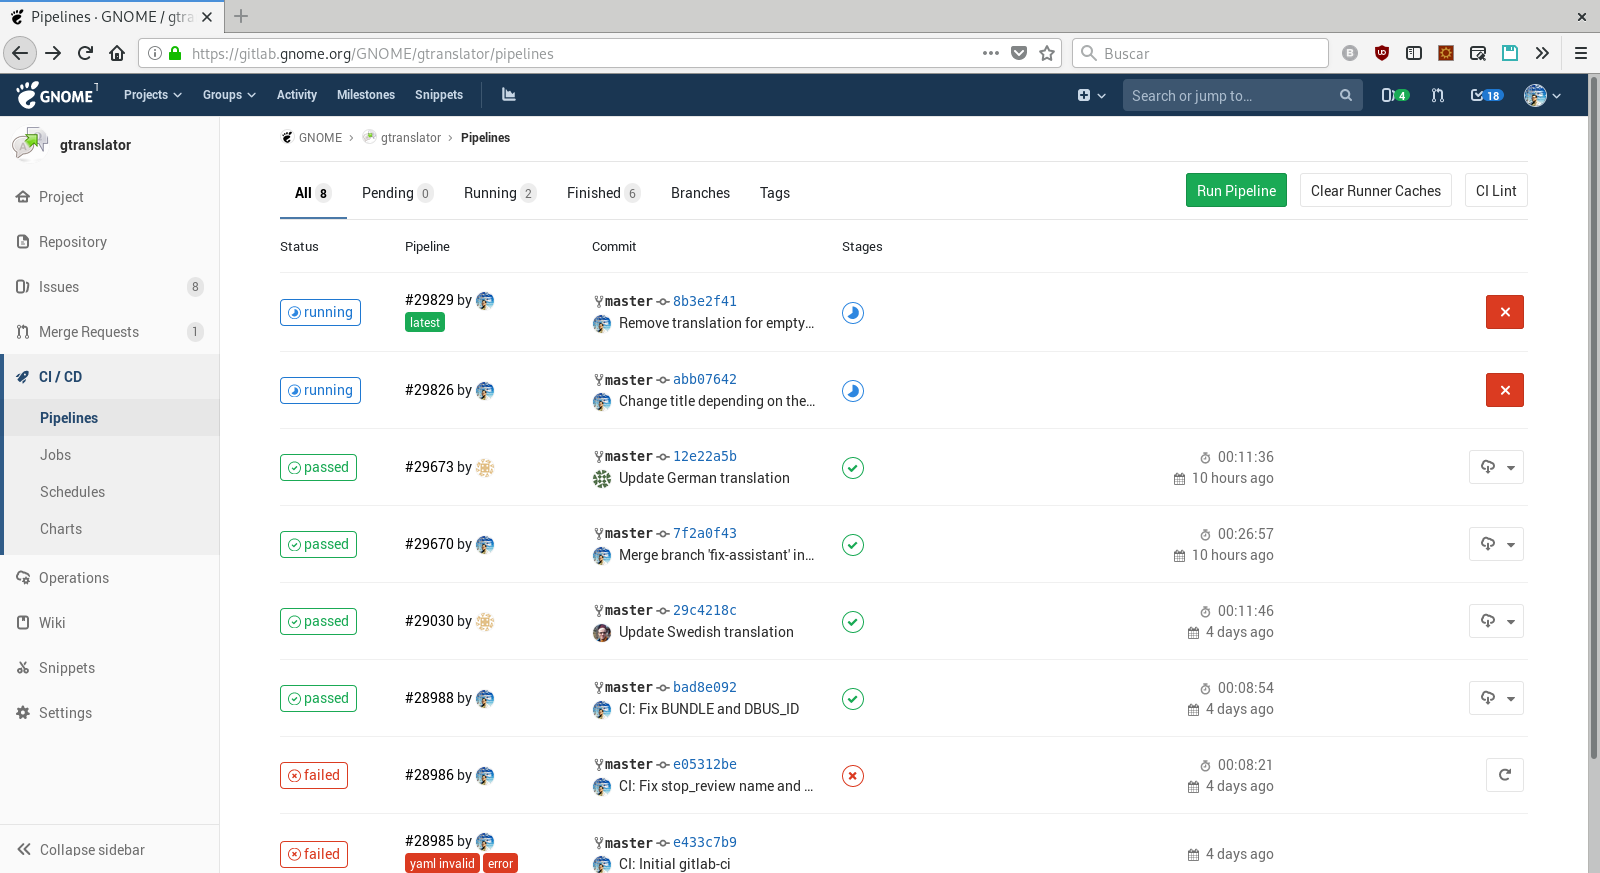 Pipelines · GNOME / gtra
https://gitlab.gnome.org/GNOME/gtranslator/pipelines
Buscar
GNOME 1
Projects
Groups
Activity
Milestones
Snippets
Search or jump to…
4
18
gtranslator
Project
Repository
Issues 8
Merge Requests 1
CI / CD
Pipelines
Jobs
Schedules
Charts
Operations
Wiki
Snippets
Settings
Collapse sidebar
GNOME › gtranslator › Pipelines
All 8 Pending 0 Running 2 Finished 6 Branches Tags
Run Pipeline Clear Runner Caches CI Lint
Status Pipeline Commit Stages
running #29829 by master 8b3e2f41
latest Remove translation for empty…
running #29826 by master abb07642
Change title depending on the…
passed #29673 by master 12e22a5b 00:11:36
Update German translation 10 hours ago
passed #29670 by master 7f2a0f43 00:26:57
Merge branch 'fix-assistant' in… 10 hours ago
passed #29030 by master 29c4218c 00:11:46
Update Swedish translation 4 days ago
passed #28988 by master bad8e092 00:08:54
CI: Fix BUNDLE and DBUS_ID 4 days ago
failed #28986 by master e05312be 00:08:21
CI: Fix stop_review name and … 4 days ago
failed #28985 by master e433c7b9
yaml invalid error CI: Initial gitlab-ci 4 days ago